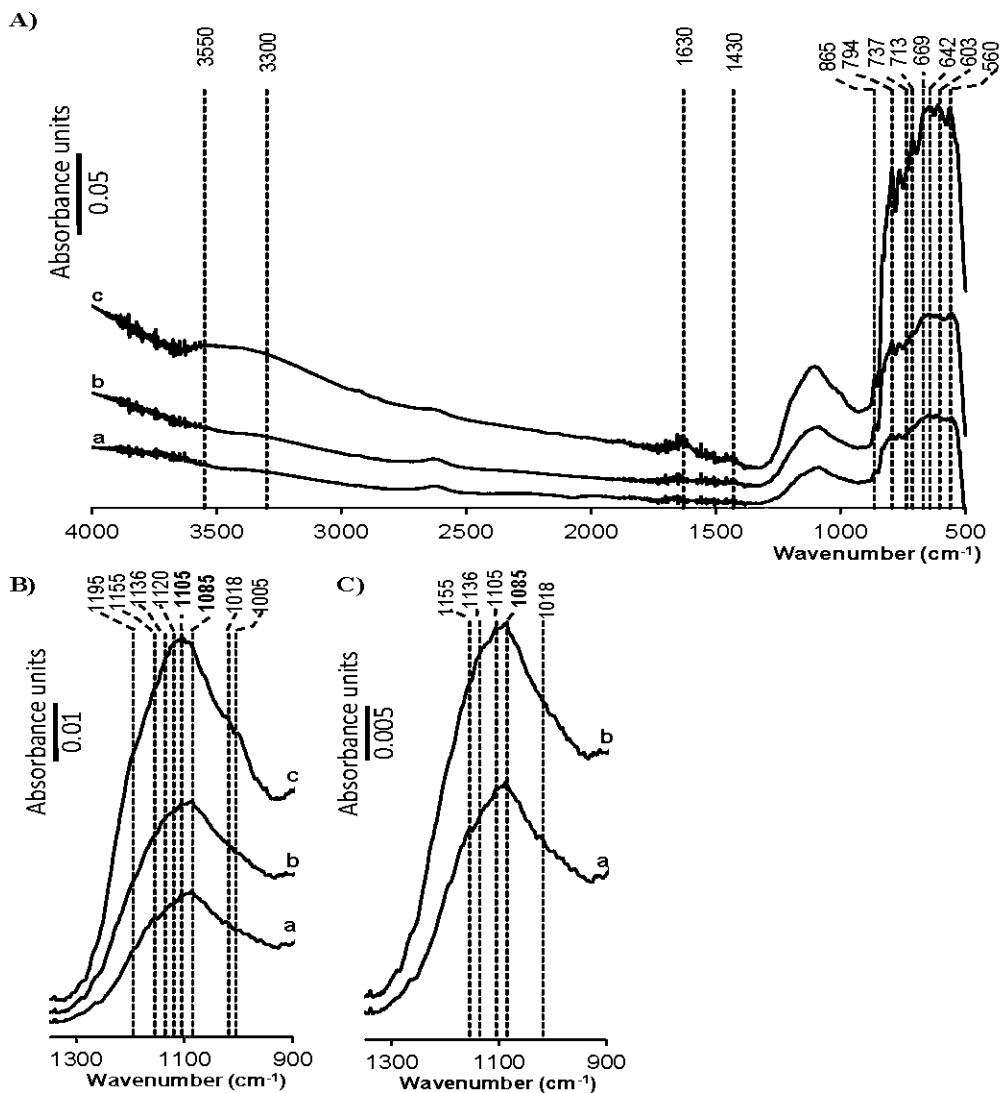 A)
3550
3300
1630
1430
865
794
737
713
669
642
603
560
Absorbance units
0.05
c
b
a
4000 3500 3000 2500 2000 1500 1000 500
Wavenumber (cm-1)
B)
1195
1155
1136
1120
1105
1085
1018
1005
Absorbance units
0.01
c
b
a
1300 1100 900
Wavenumber (cm-1)
C)
1155
1136
1105
1085
1018
Absorbance units
0.005
b
a
1300 1100 900
Wavenumber (cm-1)